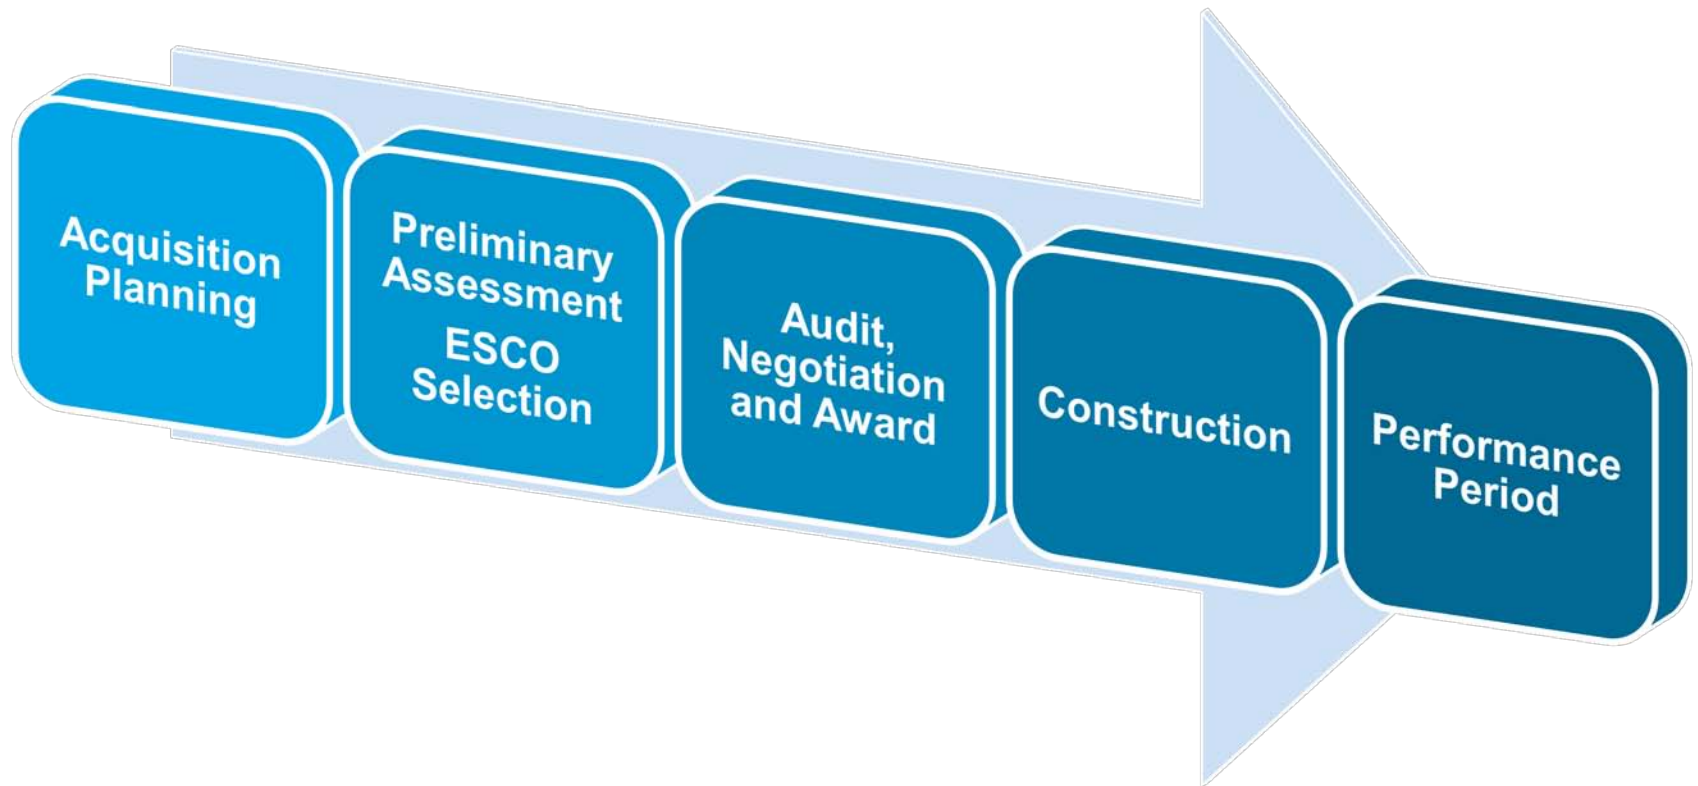 Acquisition
Planning
Preliminary
Assessment
ESCO
Selection
Audit,
Negotiation
and Award
Construction
Performance
Period